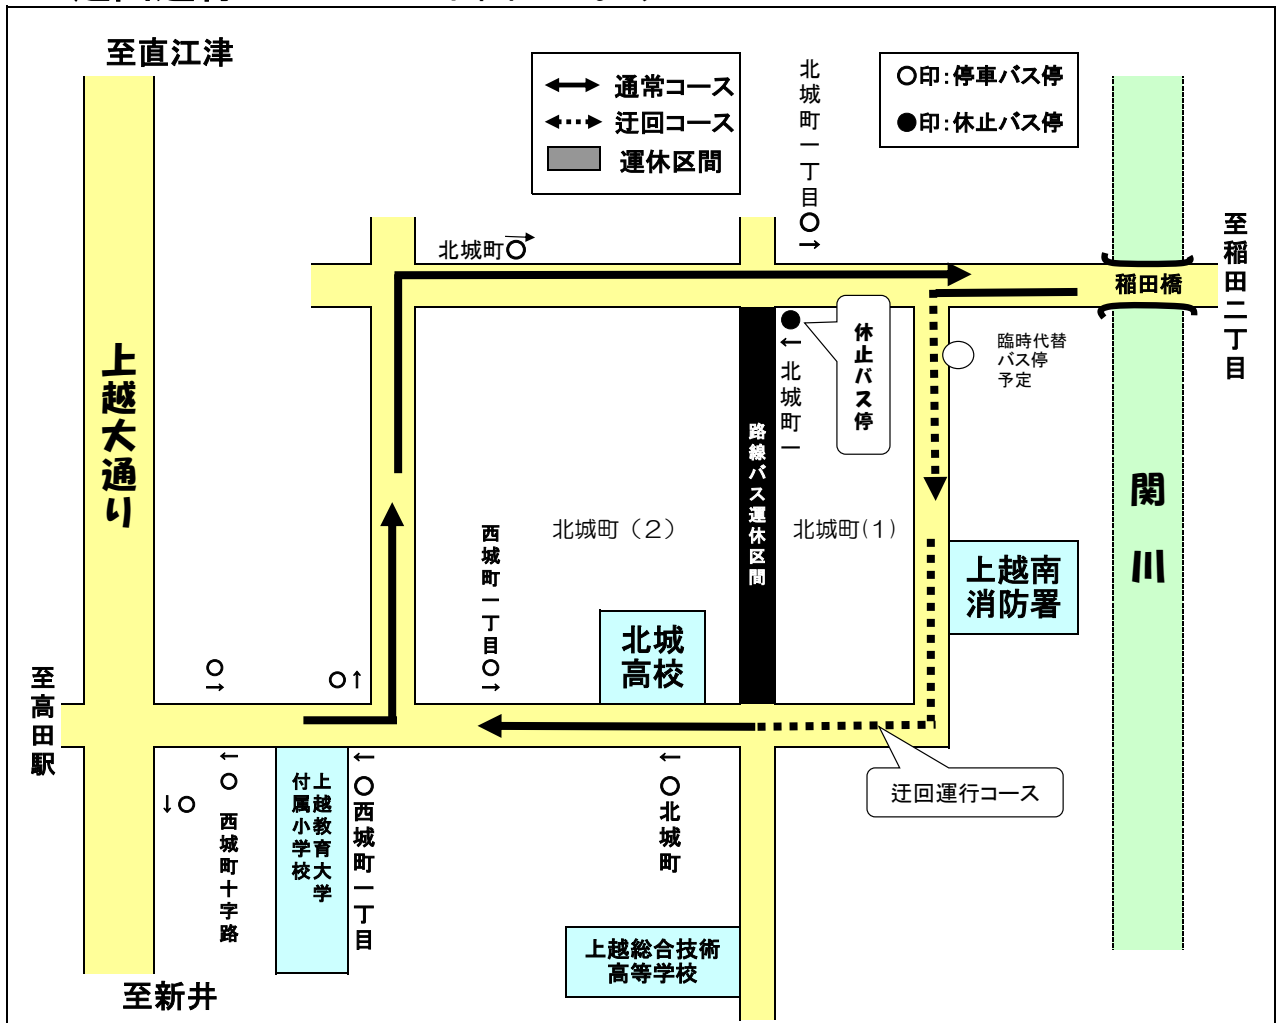 至直江津
通常コース
迂回コース
運休区間
北城町一丁目
○印：停車バス停
●印：休止バス停
至稲田二丁目
北城町
稲田橋
休止バス停
臨時代替
バス停
予定
北城町一
上越大通り
路線バス運休区間
関川
西城町一丁目
北城町（2）
北城町(1)
上越南
消防署
北城
高校
至高田駅
迂回運行コース
上越教育大学
付属小学校
西城町一丁目
北城町
西城町十字路
上越総合技術
高等学校
至新井